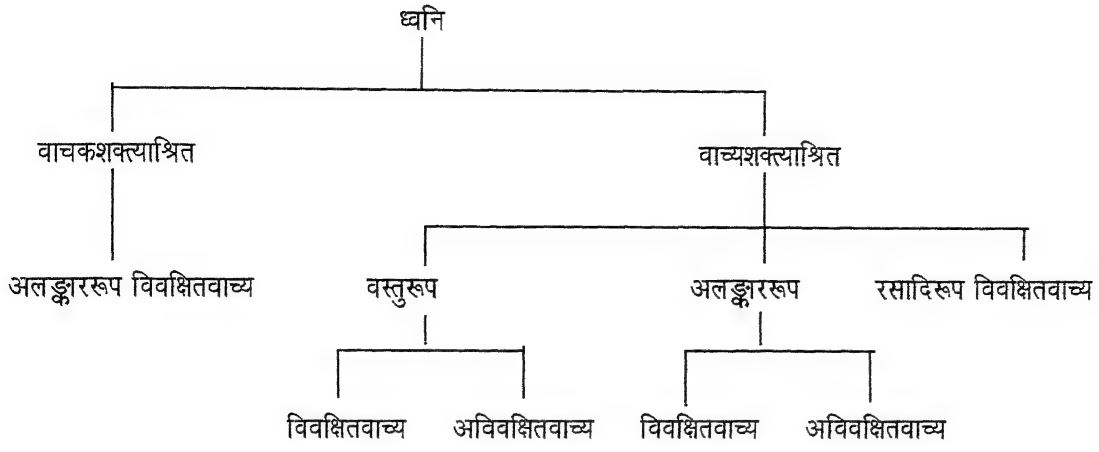 ध्वनि
वाचकशक्त्याश्रित वाच्यशक्त्याश्रित
अलङ्काररूप विवक्षितवाच्य वस्तुरूप अलङ्काररूप रसादिरूप विवक्षितवाच्य
विवक्षितवाच्य अविवक्षितवाच्य विवक्षितवाच्य अविवक्षितवाच्य